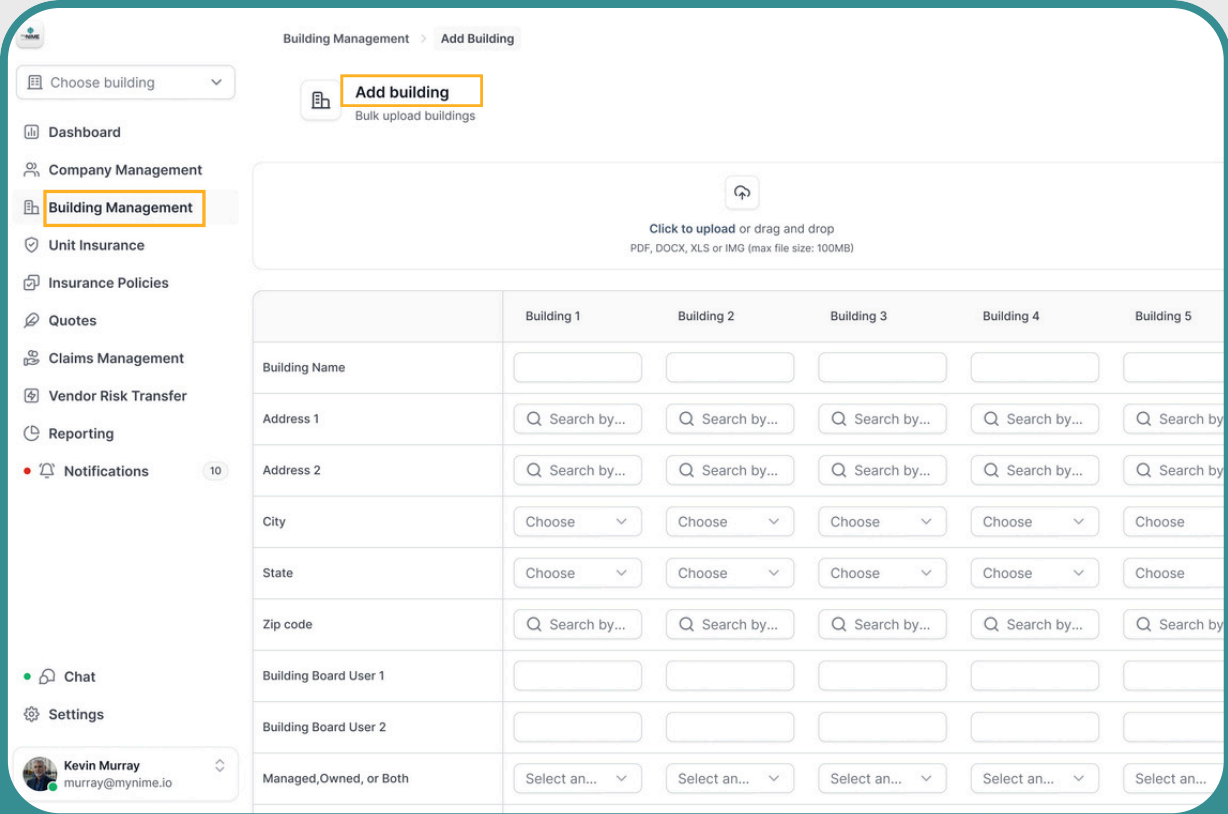 NIME
Choose building
Dashboard
Company Management
Building Management
Unit Insurance
Insurance Policies
Quotes
Claims Management
Vendor Risk Transfer
Reporting
Notifications 10
Chat
Settings
Kevin Murray
murray@mynime.io
Building Management > Add Building
Add building
Bulk upload buildings
Click to upload or drag and drop
PDF, DOCX, XLS or IMG (max file size: 100MB)
Building 1 Building 2 Building 3 Building 4 Building 5
Building Name
Address 1 Search by... Search by... Search by... Search by... Search by
Address 2 Search by... Search by... Search by... Search by... Search by
City Choose Choose Choose Choose Choose
State Choose Choose Choose Choose Choose
Zip code Search by... Search by... Search by... Search by... Search by
Building Board User 1
Building Board User 2
Managed,Owned, or Both Select an... Select an... Select an... Select an... Select an...